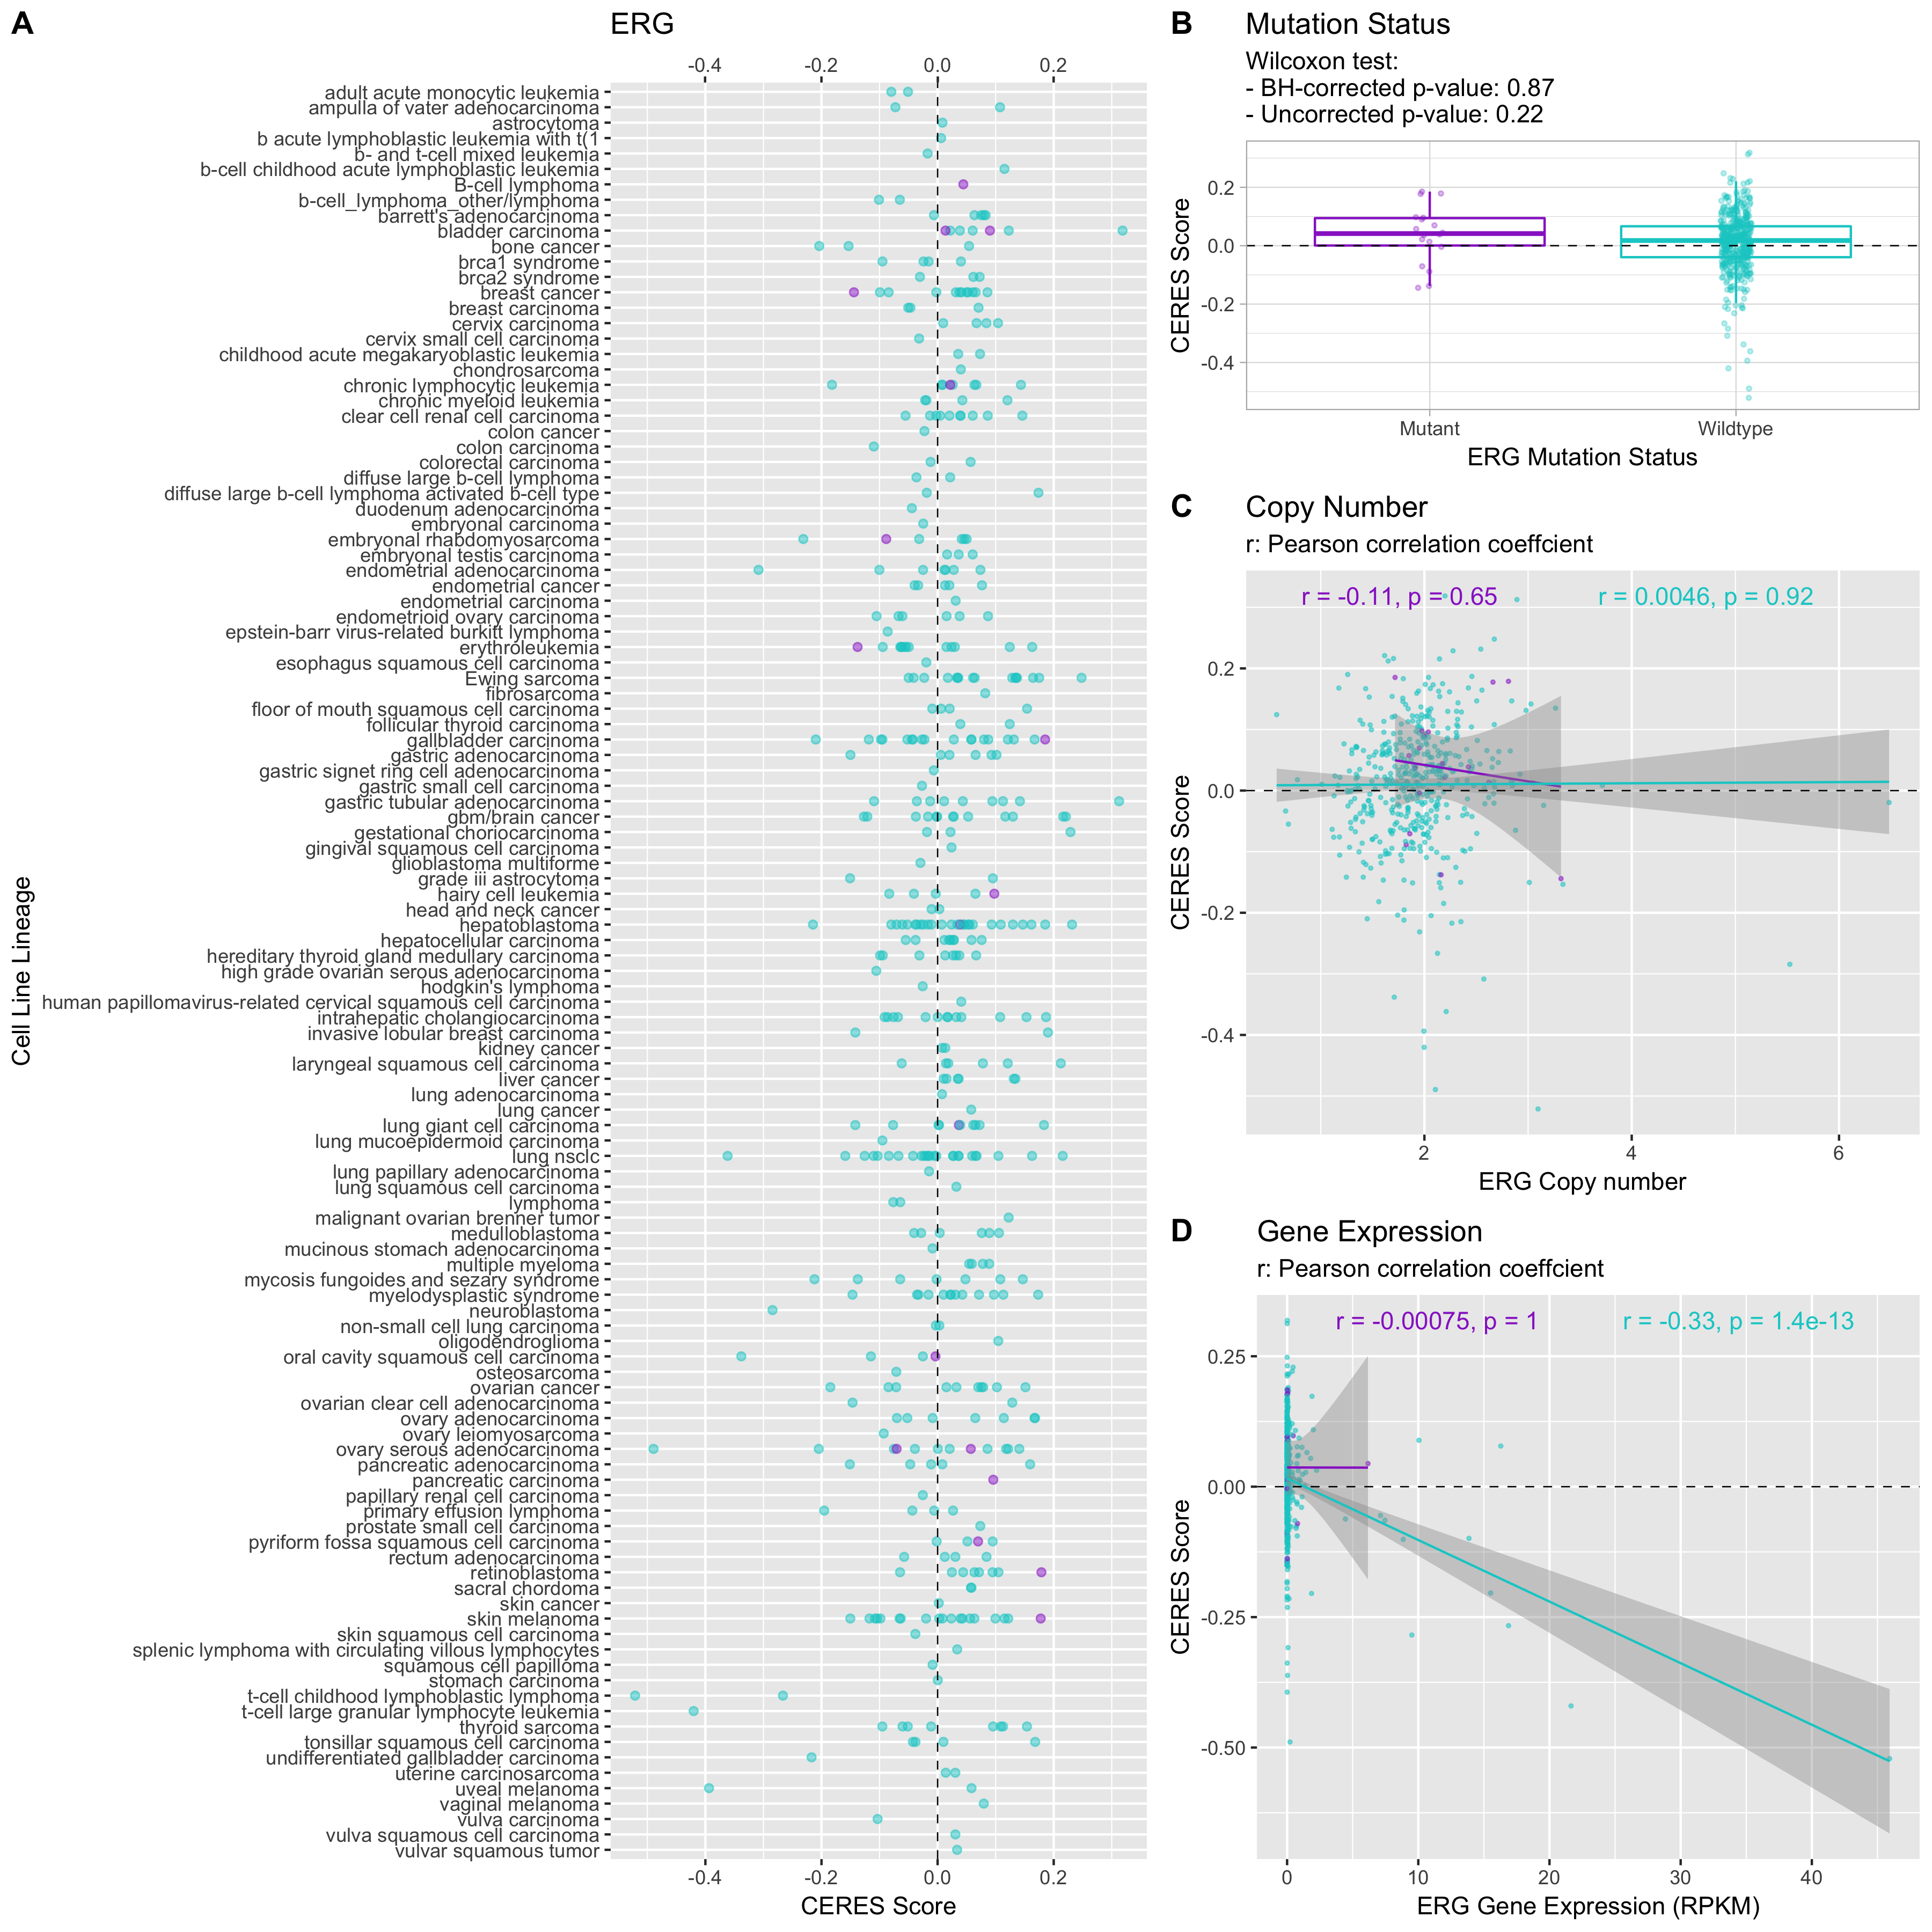 A
ERG
-0.4 -0.2 0.0 0.2
Cell Line Lineage
adult acute monocytic leukemia
ampulla of vater adenocarcinoma
astrocytoma
b acute lymphoblastic leukemia with t(1
b- and t-cell mixed leukemia
b-cell childhood acute lymphoblastic leukemia
B-cell lymphoma
b-cell_lymphoma_other/lymphoma
barrett's adenocarcinoma
bladder carcinoma
bone cancer
brca1 syndrome
brca2 syndrome
breast cancer
breast carcinoma
cervix carcinoma
cervix small cell carcinoma
childhood acute megakaryoblastic leukemia
chondrosarcoma
chronic lymphocytic leukemia
chronic myeloid leukemia
clear cell renal cell carcinoma
colon cancer
colon carcinoma
colorectal carcinoma
diffuse large b-cell lymphoma
diffuse large b-cell lymphoma activated b-cell type
duodenum adenocarcinoma
embryonal carcinoma
embryonal rhabdomyosarcoma
embryonal testis carcinoma
endometrial adenocarcinoma
endometrial cancer
endometrial carcinoma
endometrioid ovary carcinoma
epstein-barr virus-related burkitt lymphoma
erythroleukemia
esophagus squamous cell carcinoma
Ewing sarcoma
fibrosarcoma
floor of mouth squamous cell carcinoma
follicular thyroid carcinoma
gallbladder carcinoma
gastric adenocarcinoma
gastric signet ring cell adenocarcinoma
gastric small cell carcinoma
gastric tubular adenocarcinoma
gbm/brain cancer
gestational choriocarcinoma
gingival squamous cell carcinoma
glioblastoma multiforme
grade iii astrocytoma
hairy cell leukemia
head and neck cancer
hepatoblastoma
hepatocellular carcinoma
hereditary thyroid gland medullary carcinoma
high grade ovarian serous adenocarcinoma
hodgkin's lymphoma
human papillomavirus-related cervical squamous cell carcinoma
intrahepatic cholangiocarcinoma
invasive lobular breast carcinoma
kidney cancer
laryngeal squamous cell carcinoma
liver cancer
lung adenocarcinoma
lung cancer
lung giant cell carcinoma
lung mucoepidermoid carcinoma
lung nsclc
lung papillary adenocarcinoma
lung squamous cell carcinoma
lymphoma
malignant ovarian brenner tumor
medulloblastoma
mucinous stomach adenocarcinoma
multiple myeloma
mycosis fungoides and sezary syndrome
myelodysplastic syndrome
neuroblastoma
non-small cell lung carcinoma
oligodendroglioma
oral cavity squamous cell carcinoma
osteosarcoma
ovarian cancer
ovarian clear cell adenocarcinoma
ovary adenocarcinoma
ovary leiomyosarcoma
ovary serous adenocarcinoma
pancreatic adenocarcinoma
pancreatic carcinoma
papillary renal cell carcinoma
primary effusion lymphoma
prostate small cell carcinoma
pyriform fossa squamous cell carcinoma
rectum adenocarcinoma
retinoblastoma
sacral chordoma
skin cancer
skin melanoma
skin squamous cell carcinoma
splenic lymphoma with circulating villous lymphocytes
squamous cell papilloma
stomach carcinoma
t-cell childhood lymphoblastic lymphoma
t-cell large granular lymphocyte leukemia
thyroid sarcoma
tonsillar squamous cell carcinoma
undifferentiated gallbladder carcinoma
uterine carcinosarcoma
uveal melanoma
vaginal melanoma
vulva carcinoma
vulva squamous cell carcinoma
vulvar squamous tumor
-0.4 -0.2 0.0 0.2
CERES Score
B
Mutation Status
Wilcoxon test:
- BH-corrected p-value: 0.87
- Uncorrected p-value: 0.22
CERES Score
0.2
0.0
-0.2
-0.4
Mutant Wildtype
ERG Mutation Status
C
Copy Number
r: Pearson correlation coeffcient
r = -0.11, p = 0.65 r = 0.0046, p = 0.92
CERES Score
0.2
0.0
-0.2
-0.4
2 4 6
ERG Copy number
D
Gene Expression
r: Pearson correlation coeffcient
r = -0.00075, p = 1 r = -0.33, p = 1.4e-13
CERES Score
0.25
0.00
-0.25
-0.50
0 10 20 30 40
ERG Gene Expression (RPKM)